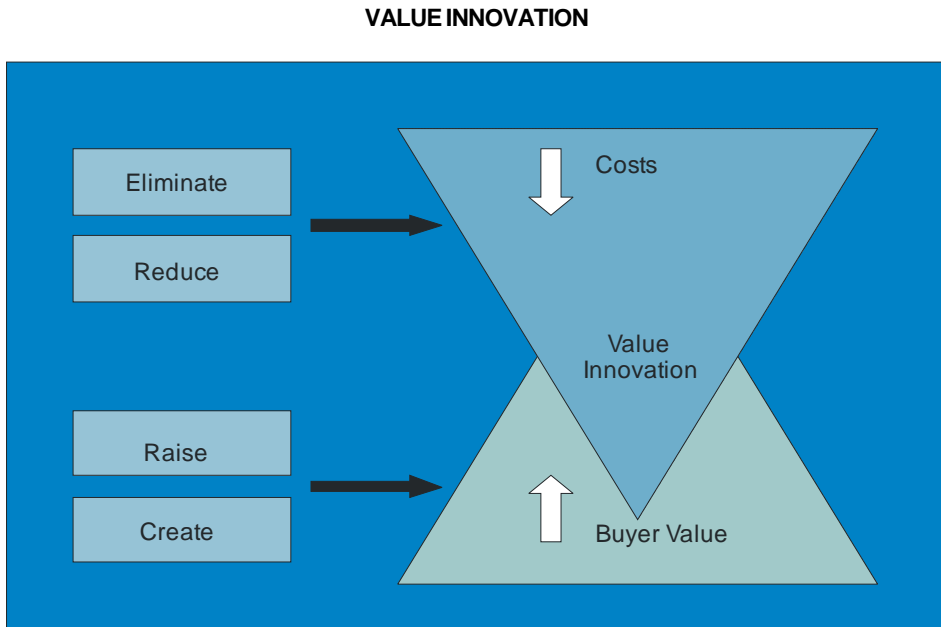 VALUE INNOVATION
Eliminate
Reduce
Costs
Value
Innovation
Raise
Create
Buyer Value